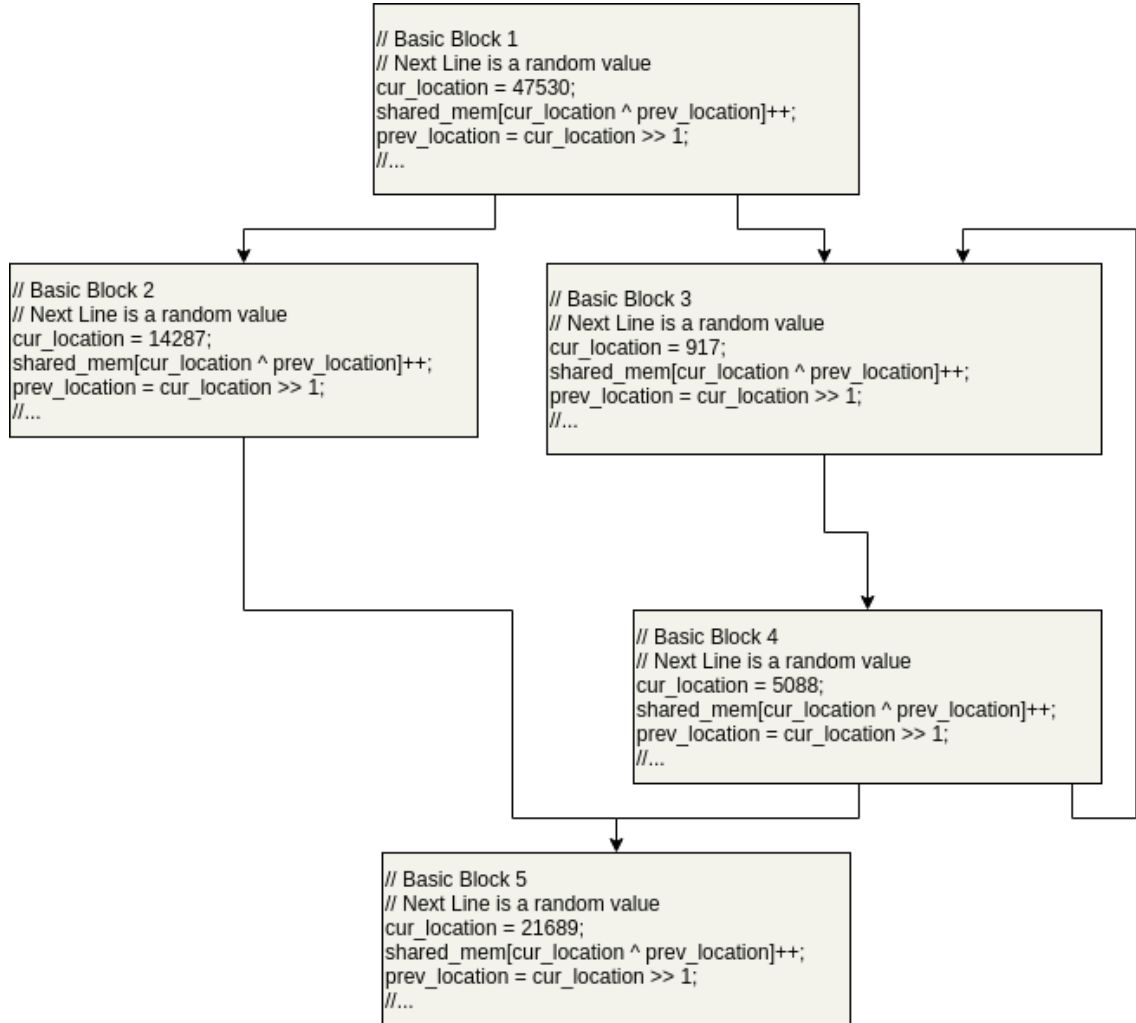 // Basic Block 1
// Next Line is a random value
cur_location = 47530;
shared_mem[cur_location ^ prev_location]++;
prev_location = cur_location >> 1;
//...
// Basic Block 2
// Next Line is a random value
cur_location = 14287;
shared_mem[cur_location ^ prev_location]++;
prev_location = cur_location >> 1;
//...
// Basic Block 3
// Next Line is a random value
cur_location = 917;
shared_mem[cur_location ^ prev_location]++;
prev_location = cur_location >> 1;
//...
// Basic Block 4
// Next Line is a random value
cur_location = 5088;
shared_mem[cur_location ^ prev_location]++;
prev_location = cur_location >> 1;
//...
// Basic Block 5
// Next Line is a random value
cur_location = 21689;
shared_mem[cur_location ^ prev_location]++;
prev_location = cur_location >> 1;
//...